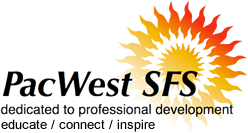 PacWest SFS
dedicated to professional development
educate / connect / inspire